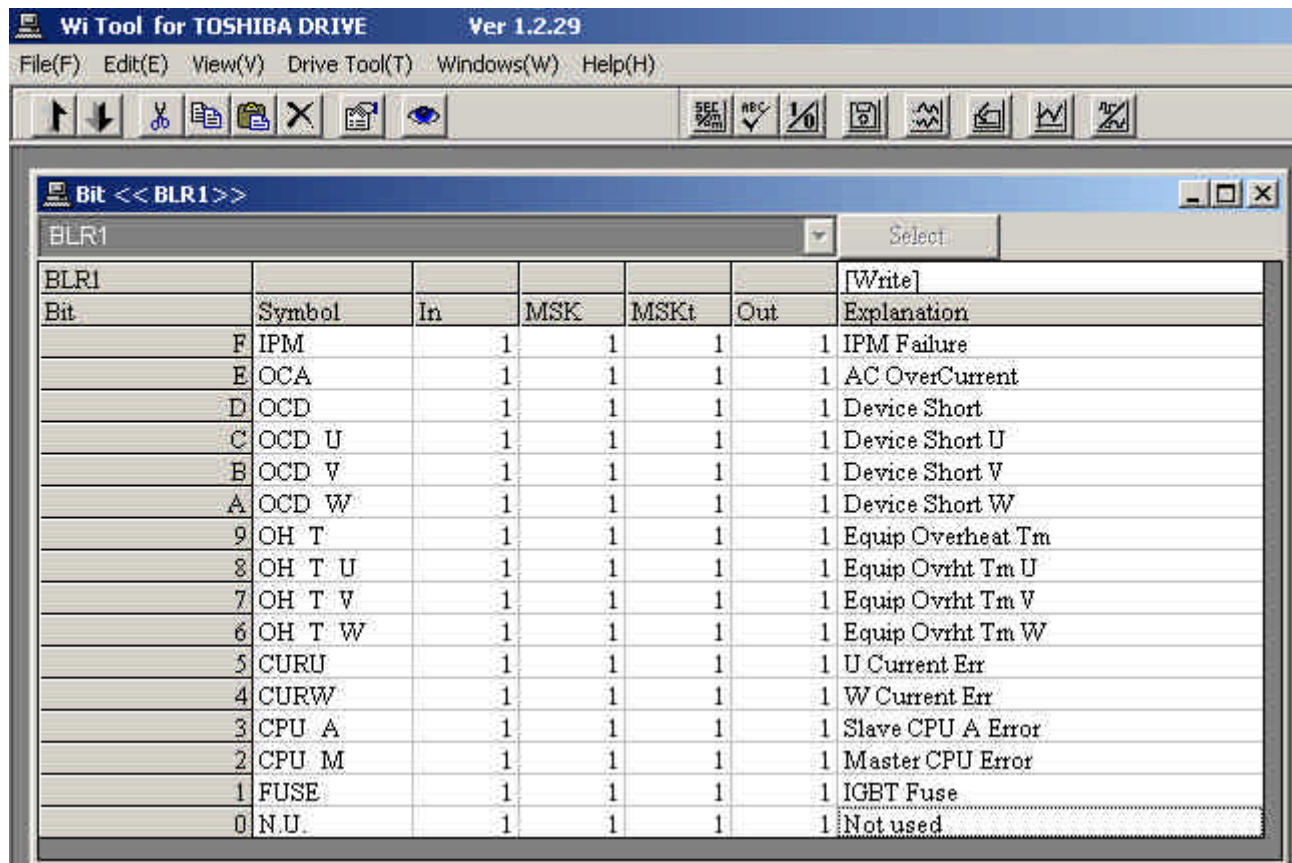 Wi Tool for TOSHIBA DRIVE Ver 1.2.29
File(F) Edit(E) View(V) Drive Tool(T) Windows(W) Help(H)
SEC %m ABC 1/0
Bit << BLR1>>
BLR1 Select
BLR1 [Write]
Bit Symbol In MSK MSKt Out Explanation
F IPM 1 1 1 1 IPM Failure
E OCA 1 1 1 1 AC OverCurrent
D OCD 1 1 1 1 Device Short
C OCD U 1 1 1 1 Device Short U
B OCD V 1 1 1 1 Device Short V
A OCD W 1 1 1 1 Device Short W
9 OH T 1 1 1 1 Equip Overheat Tm
8 OH T U 1 1 1 1 Equip Ovrht Tm U
7 OH T V 1 1 1 1 Equip Ovrht Tm V
6 OH T W 1 1 1 1 Equip Ovrht Tm W
5 CURU 1 1 1 1 U Current Err
4 CURW 1 1 1 1 W Current Err
3 CPU A 1 1 1 1 Slave CPU A Error
2 CPU M 1 1 1 1 Master CPU Error
1 FUSE 1 1 1 1 IGBT Fuse
0 N.U. 1 1 1 1 Not used